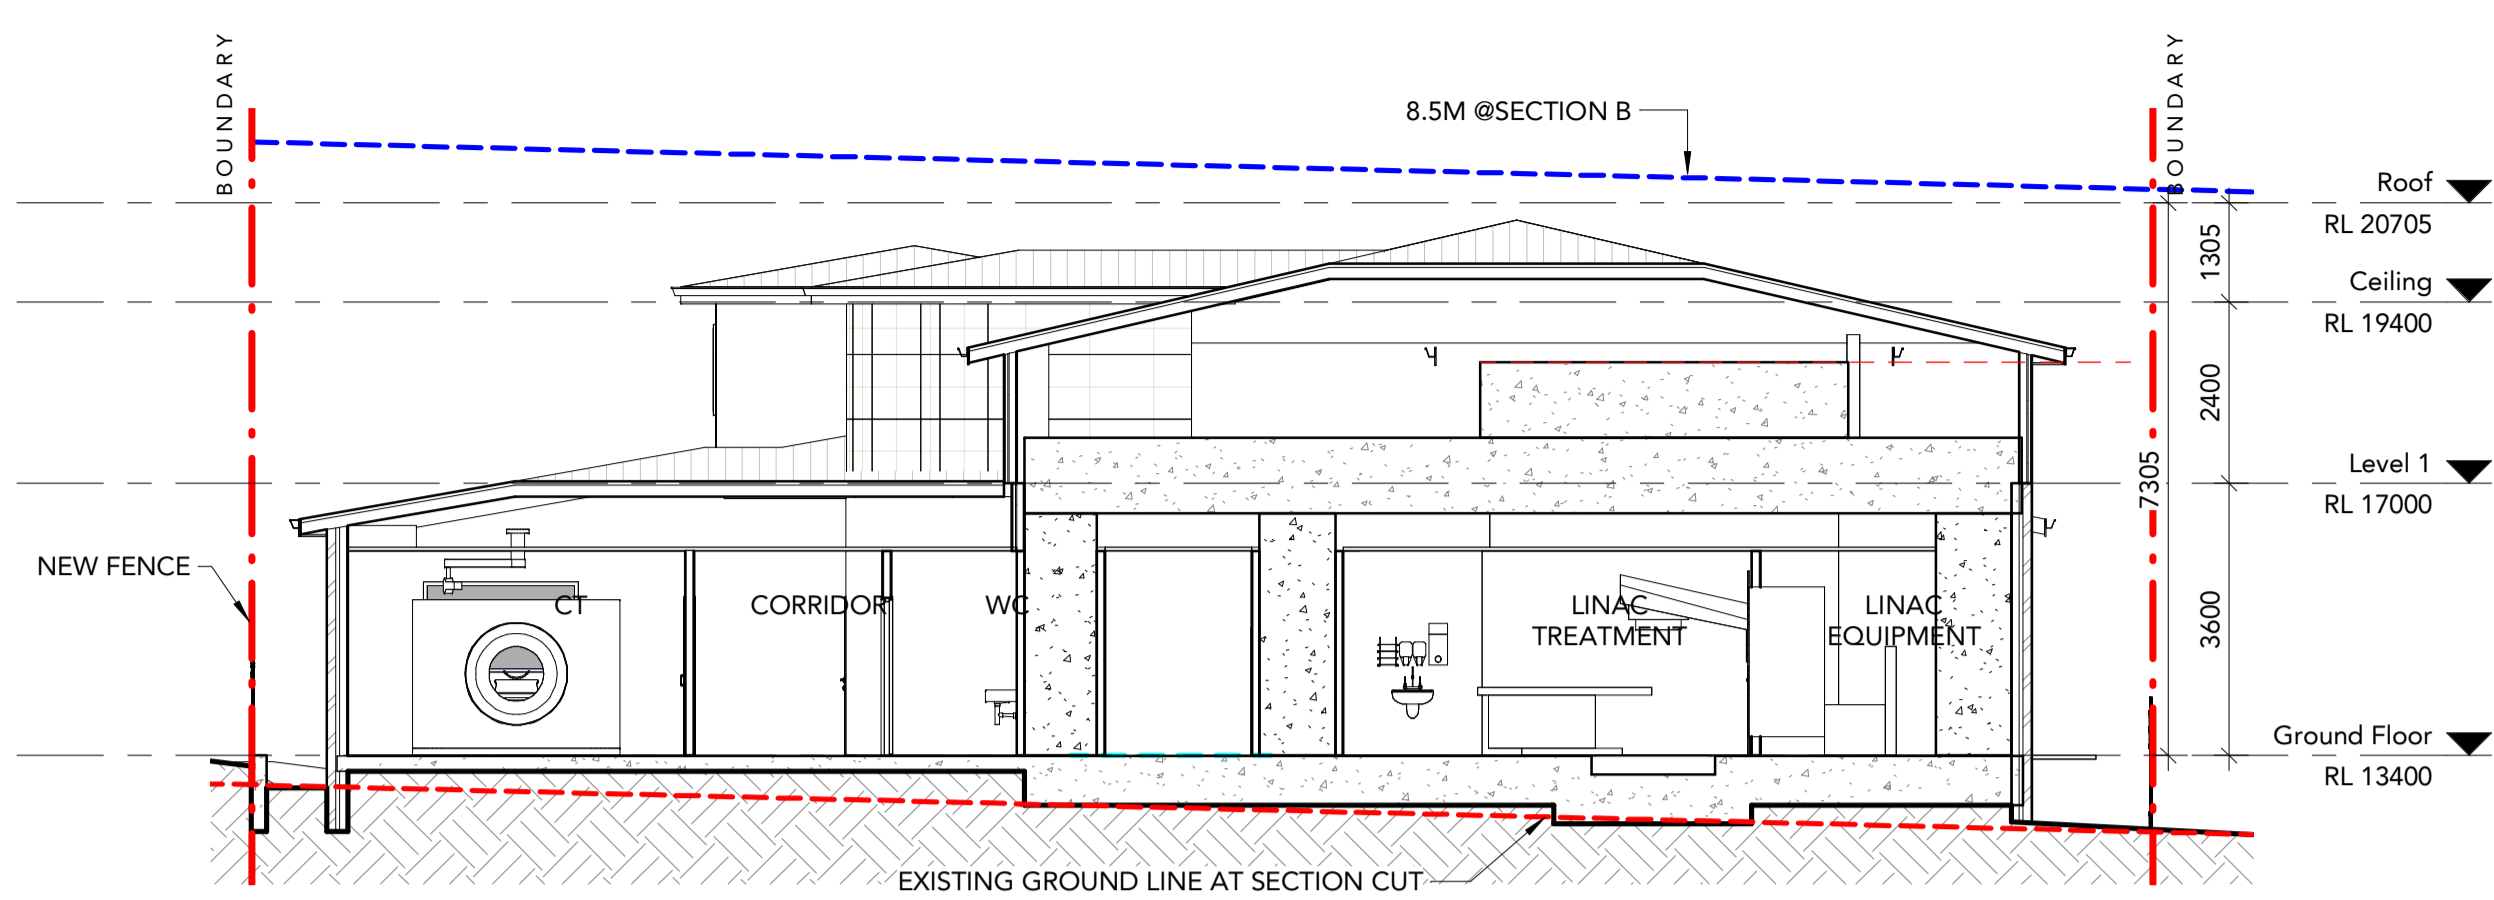 BOUNDARY
BOUNDARY
8.5M @SECTION B
Roof
RL 20705
1305
Ceiling
RL 19400
2400
Level 1
RL 17000
7305
NEW FENCE
CT
CORRIDOR
WC
LINAC
TREATMENT
LINAC
EQUIPMENT
3600
Ground Floor
RL 13400
EXISTING GROUND LINE AT SECTION CUT